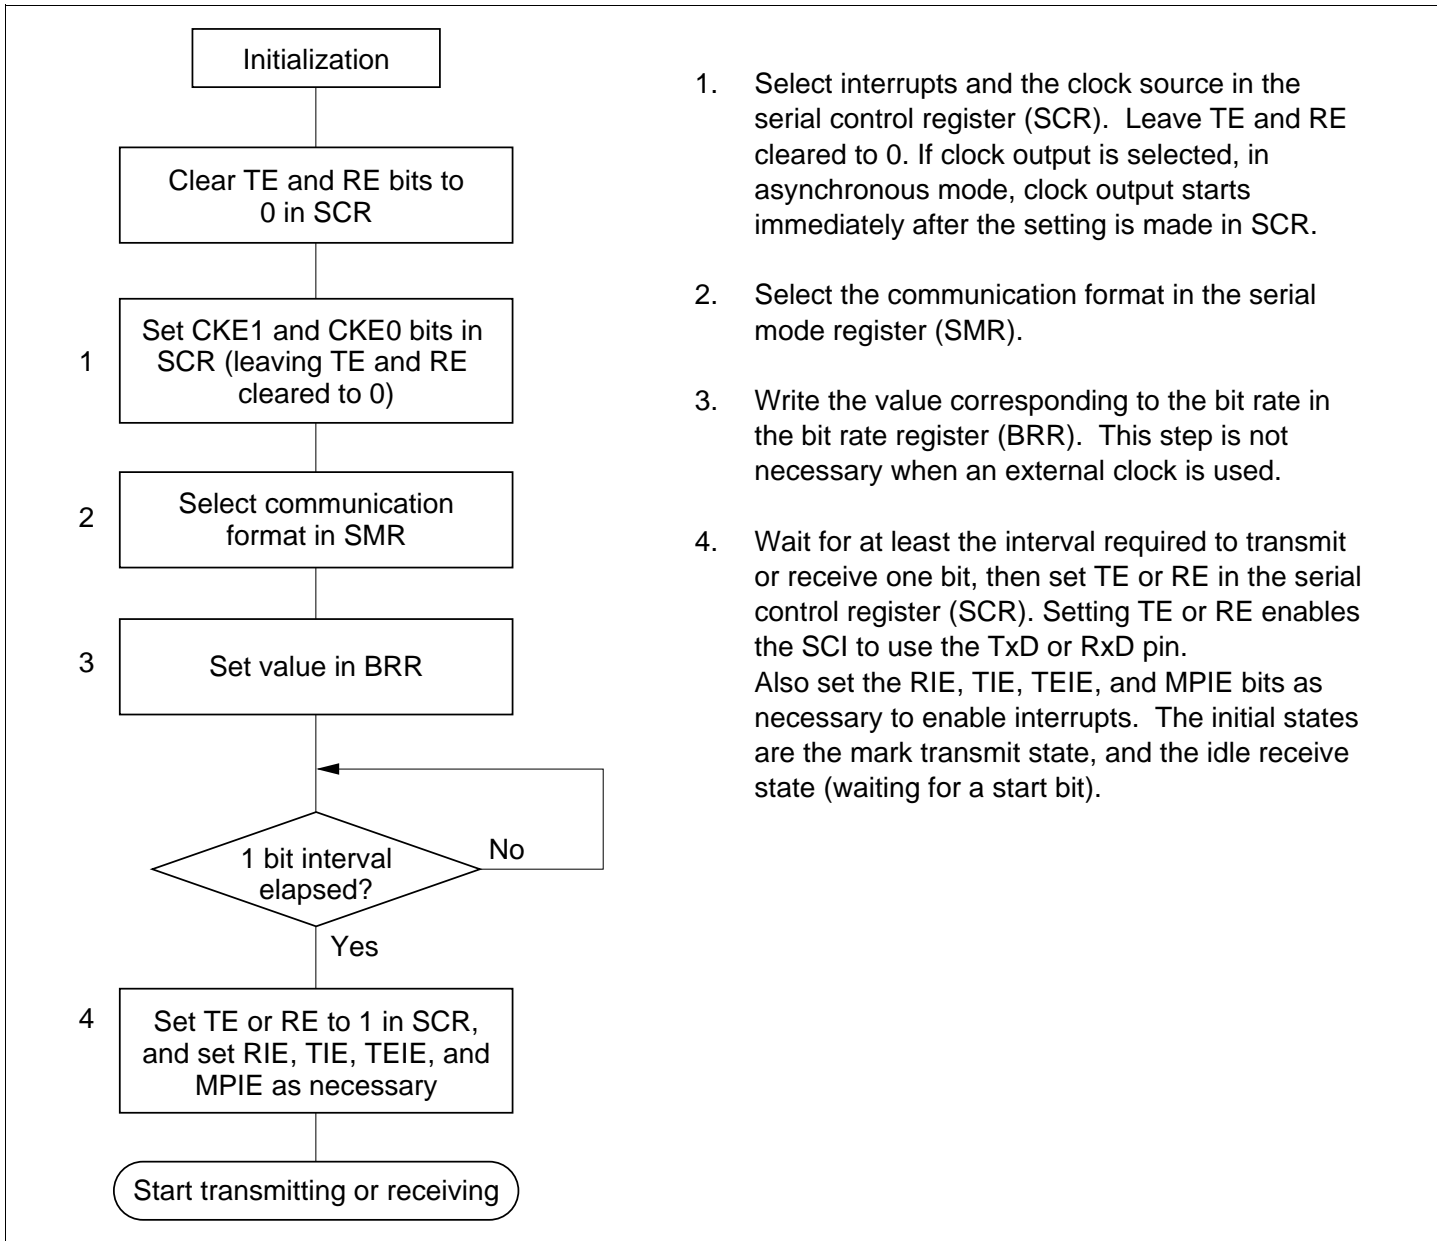 Initialization
Clear TE and RE bits to
0 in SCR
1
Set CKE1 and CKE0 bits in
SCR (leaving TE and RE
cleared to 0)
2
Select communication
format in SMR
3
Set value in BRR
1 bit interval
elapsed?
No
Yes
4
Set TE or RE to 1 in SCR,
and set RIE, TIE, TEIE, and
MPIE as necessary
Start transmitting or receiving
1. Select interrupts and the clock source in the
serial control register (SCR). Leave TE and RE
cleared to 0. If clock output is selected, in
asynchronous mode, clock output starts
immediately after the setting is made in SCR.
2. Select the communication format in the serial
mode register (SMR).
3. Write the value corresponding to the bit rate in
the bit rate register (BRR). This step is not
necessary when an external clock is used.
4. Wait for at least the interval required to transmit
or receive one bit, then set TE or RE in the serial
control register (SCR). Setting TE or RE enables
the SCI to use the TxD or RxD pin.
Also set the RIE, TIE, TEIE, and MPIE bits as
necessary to enable interrupts. The initial states
are the mark transmit state, and the idle receive
state (waiting for a start bit).